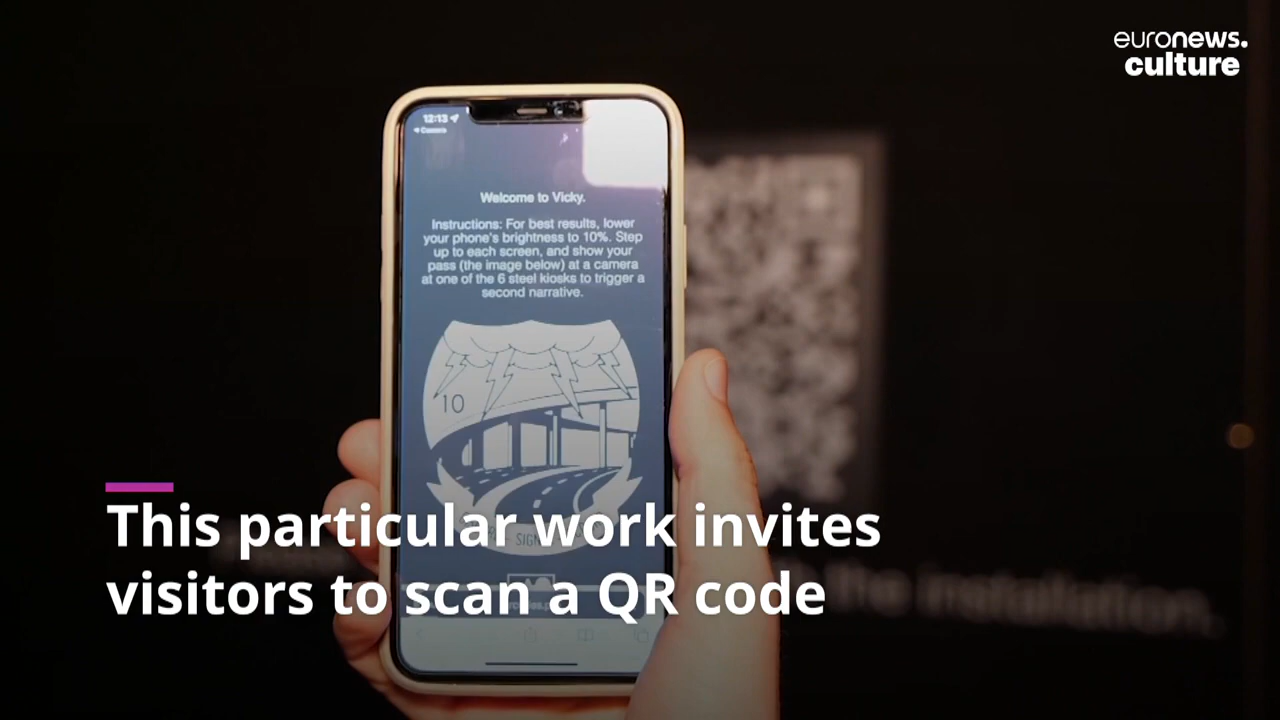 euronews.
culture
12:13
Camera
Welcome to Vicky.
Instructions: For best results, lower
your phone's brightness to 10%. Step
up to each screen, and show your
pass (the image below) at a camera
at one of the 6 steel kiosks to trigger a
second narrative.
10
This particular work invites
visitors to scan a QR code
the installation.